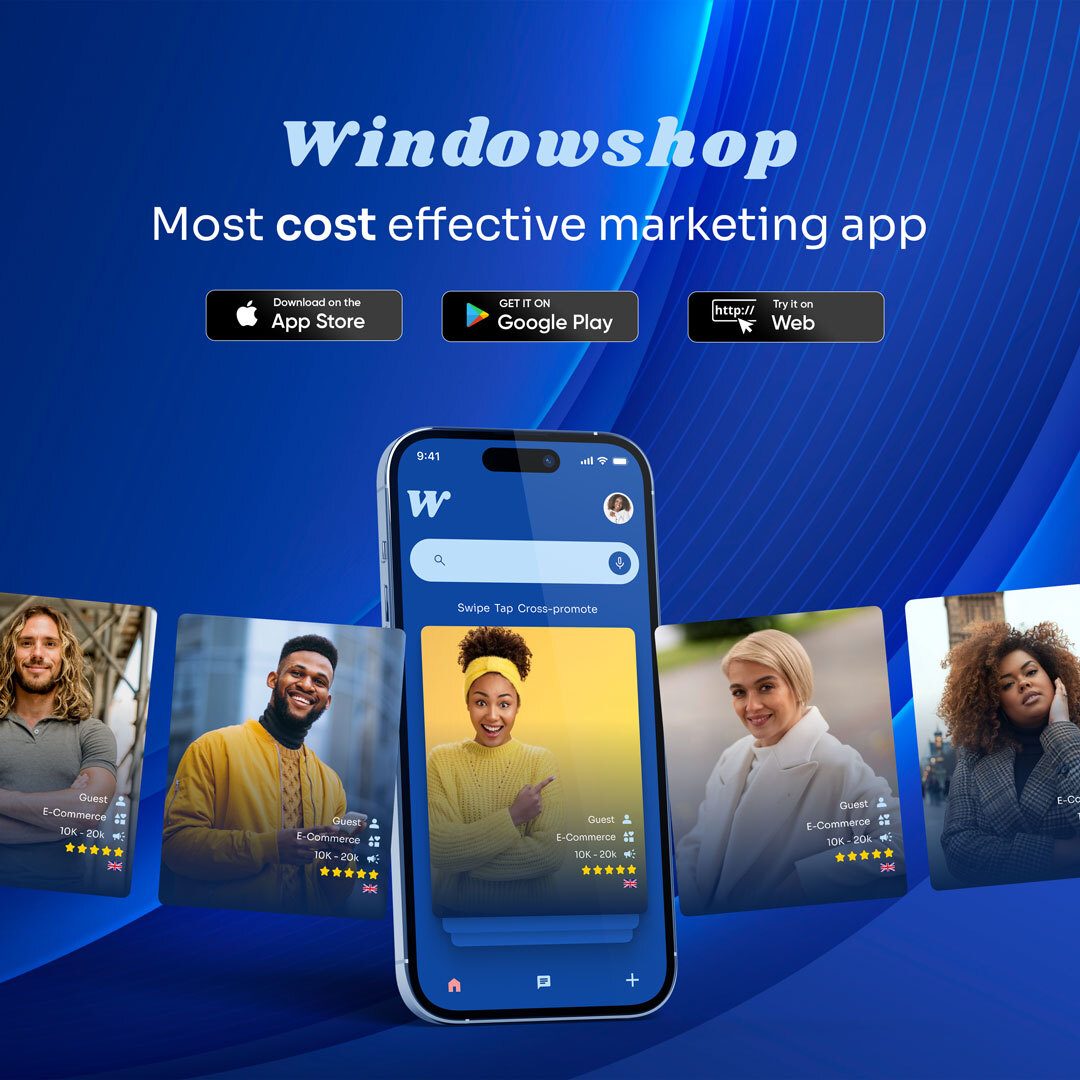 Windowshop
Most cost effective marketing app
Download on the
App Store
GET IT ON
Google Play
http://
Try it on
Web
9:41
W
Swipe Tap Cross-promote
Guest
E-Commerce
10K - 20k
Guest
E-Commerce
10K - 20k
Guest
E-Commerce
10K - 20k
Guest
E-Commerce
10K - 20k
E-Co